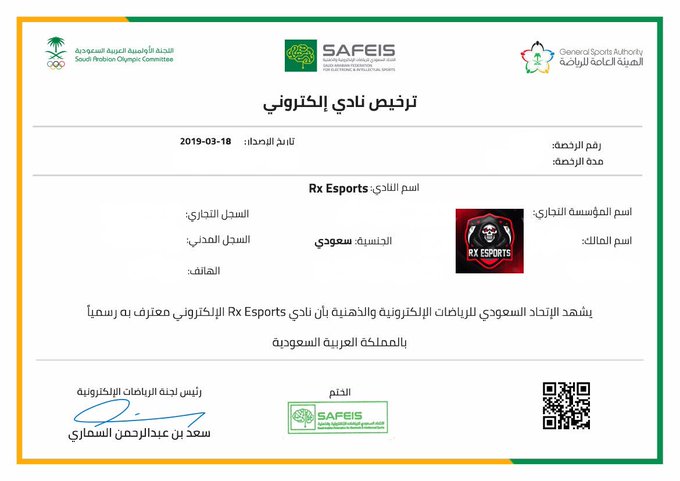 اللجنة الأولمبية العربية السعودية
Saudi Arabian Olympic Committee
SAFEIS
الاتحاد السعودي للرياضات الإلكترونية والذهنية
SAUDI ARABIAN FEDERATION
FOR ELECTRONIC & INTELLECTUAL SPORTS
General Sports Authority
الهيئة العامة للرياضة
ترخيص نادي إلكتروني
رقم الرخصة:
تاريخ الإصدار: 18-03-2019
مدة الرخصة:
اسم النادي: Rx Esports
اسم المؤسسة التجاري:
السجل التجاري:
اسم المالك:
RX ESPORTS
الجنسية: سعودي
السجل المدني:
الهاتف:
يشهد الإتحاد السعودي للرياضات الإلكترونية والذهنية بأن نادي Rx Esports الإلكتروني معترف به رسمياً
بالمملكة العربية السعودية
الختم
رئيس لجنة الرياضات الإلكترونية
SAFEIS
سعد بن عبدالرحمن السماري